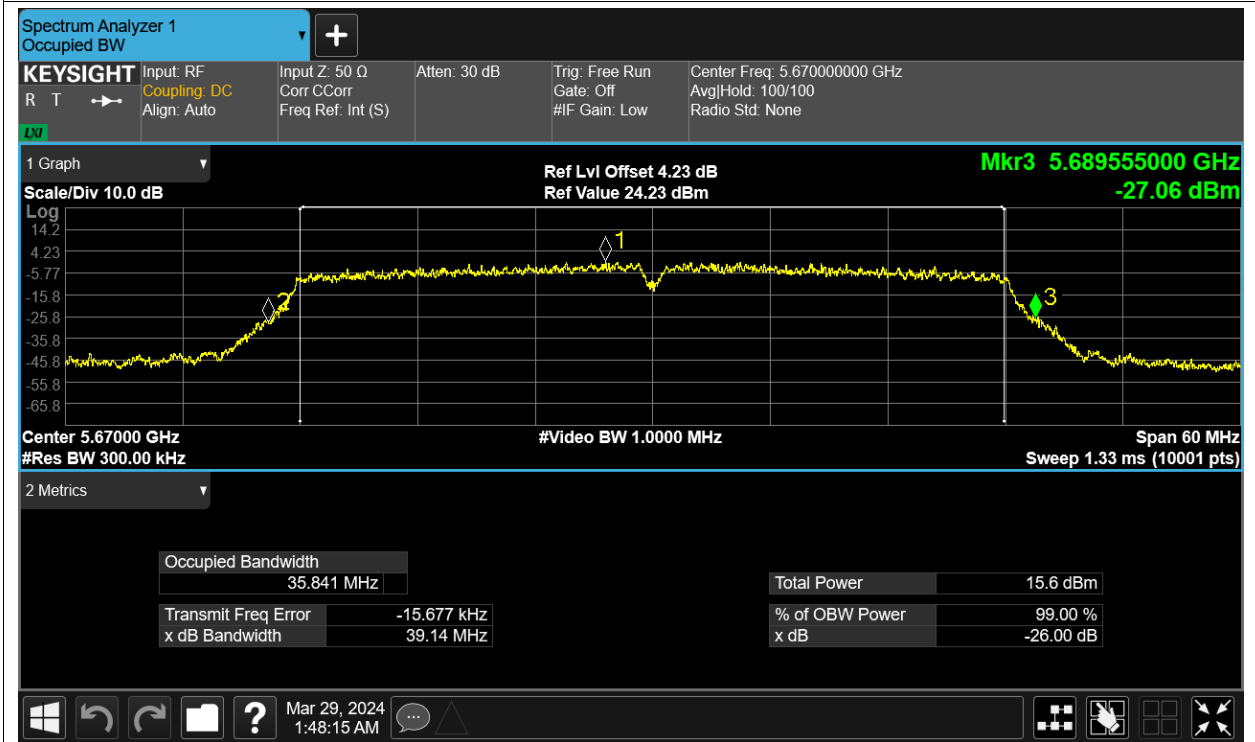 Spectrum Analyzer 1
Occupied BW
+
KEYSIGHT
R T
LXI
Input: RF
Coupling: DC
Align: Auto
Input Z: 50 Ω
Corr CCorr
Freq Ref: Int (S)
Atten: 30 dB
Trig: Free Run
Gate: Off
#IF Gain: Low
Center Freq: 5.670000000 GHz
Avg|Hold: 100/100
Radio Std: None
1 Graph
Scale/Div 10.0 dB
Ref Lvl Offset 4.23 dB
Ref Value 24.23 dBm
Mkr3 5.689555000 GHz
-27.06 dBm
Log
14.2
4.23
-5.77
-15.8
-25.8
-35.8
-45.8
-55.8
-65.8
1
2
3
Center 5.67000 GHz
#Res BW 300.00 kHz
#Video BW 1.0000 MHz
Span 60 MHz
Sweep 1.33 ms (10001 pts)
2 Metrics
Occupied Bandwidth
35.841 MHz
Transmit Freq Error -15.677 kHz
x dB Bandwidth 39.14 MHz
Total Power 15.6 dBm
% of OBW Power 99.00 %
x dB -26.00 dB
?
Mar 29, 2024
1:48:15 AM